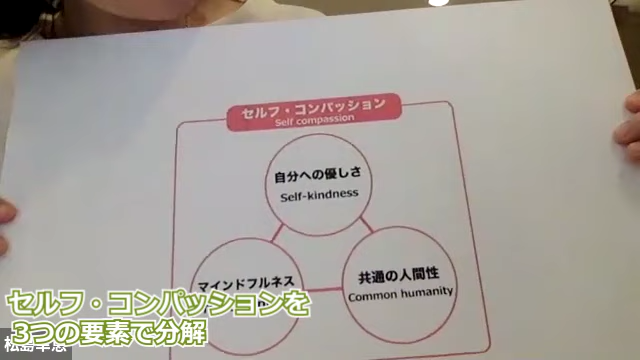 セルフ・コンパッション
Self compassion
自分への優しさ
Self-kindness
マインドフルネス
共通の人間性
Common humanity
セルフ・コンパッションを
3つの要素で分解